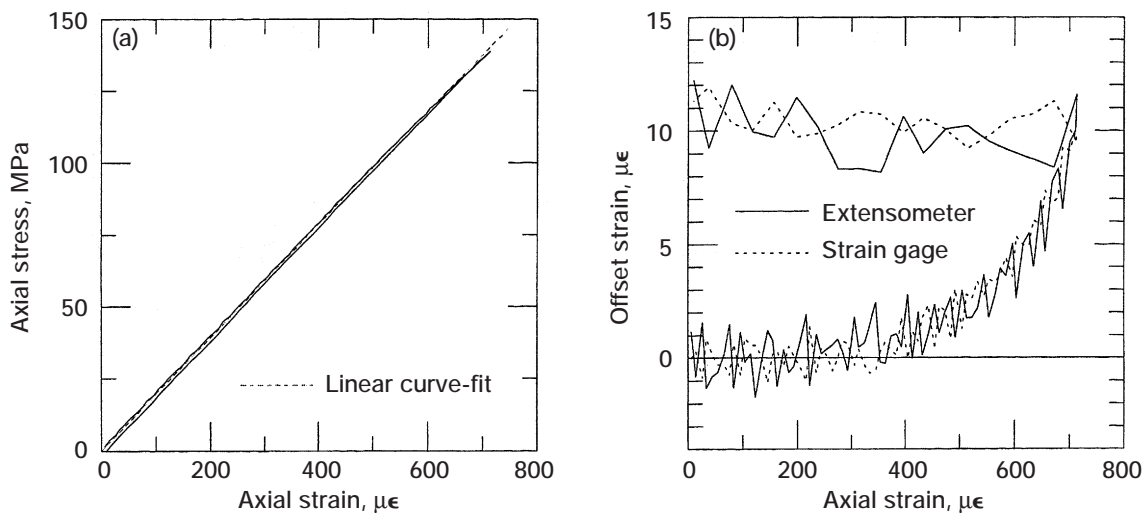 (a)
150
100
50
0
Axial stress, MPa
Linear curve-fit
0 200 400 600 800
Axial strain, μϵ
(b)
15
10
5
0
Offset strain, μϵ
Extensometer
Strain gage
0 200 400 600 800
Axial strain, μϵ